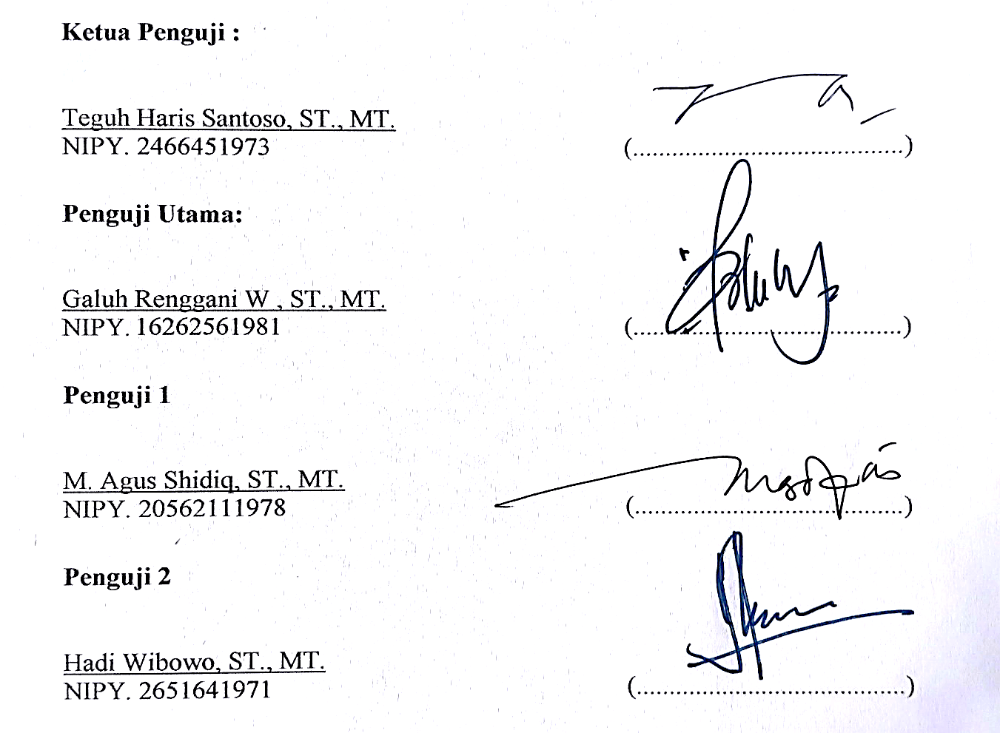 Ketua Penguji :
Teguh Haris Santoso, ST., MT.
NIPY. 2466451973
(........................................)
Penguji Utama:
Galuh Renggani W , ST., MT.
NIPY. 16262561981
(........................................)
Penguji 1
M. Agus Shidiq, ST., MT.
NIPY. 20562111978
(........................................)
Penguji 2
Hadi Wibowo, ST., MT.
NIPY. 2651641971
(........................................)